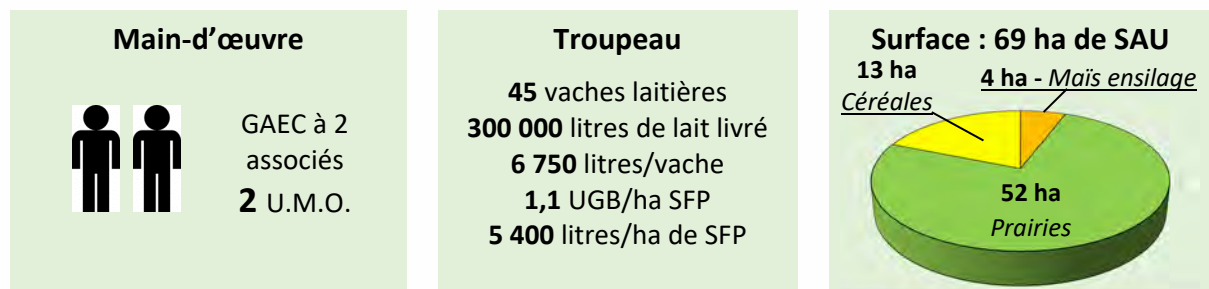 Main-d'œuvre
GAEC à 2
associés
2 U.M.O.
Troupeau
45 vaches laitières
300 000 litres de lait livré
6 750 litres/vache
1,1 UGB/ha SFP
5 400 litres/ha de SFP
Surface : 69 ha de SAU
13 ha
Céréales
4 ha - Maïs ensilage
52 ha
Prairies